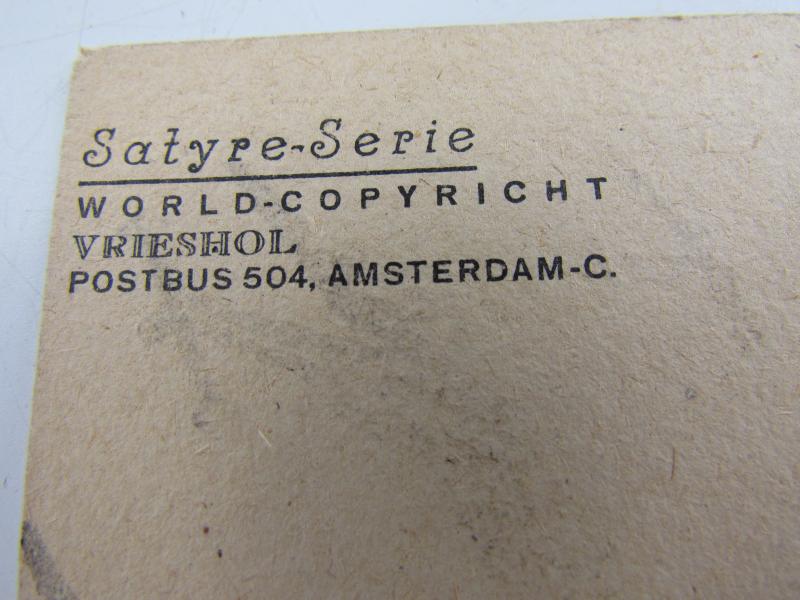 Satyre-Serie
WORLD-COPYRICHT
VRIESHOL
POSTBUS 504, AMSTERDAM-C.